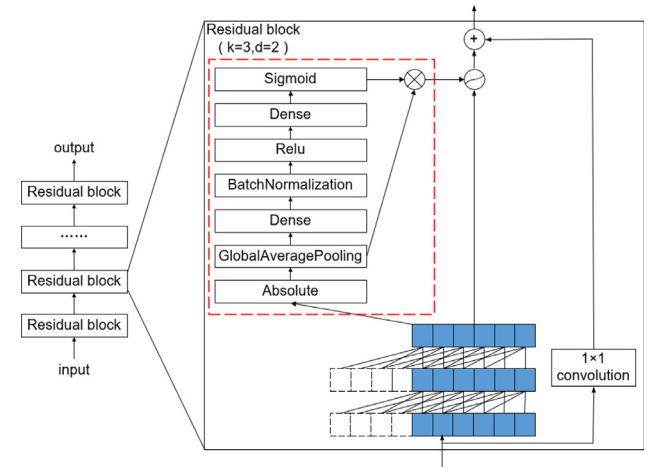 Residual block
( k=3,d=2 )
Sigmoid
Dense
Relu
BatchNormalization
Dense
GlobalAveragePooling
Absolute
+
1×1
convolution
output
Residual block
······
Residual block
Residual block
input